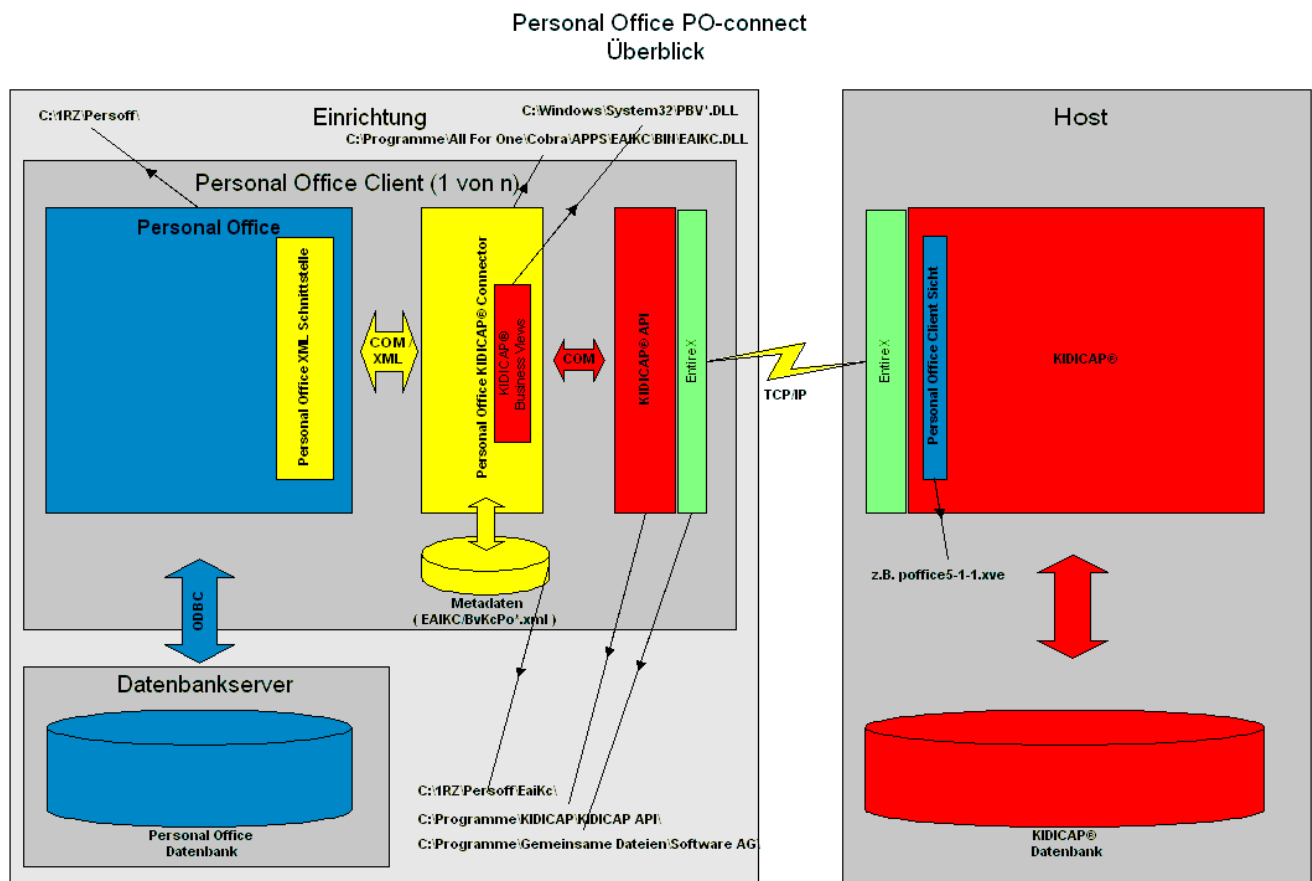 Personal Office PO-connect
Überblick
Einrichtung
Host
C:\1RZ\Persoff\
C:\Windows\System32\PBV*.DLL
C:\Programme\All For One\Cobra\APPS\EAIKC\BIN\EAIKC.DLL
Personal Office Client (1 von n)
Personal Office
Personal Office XML Schnittstelle
COM /
XML
Personal Office KIDICAP® Connector
KIDICAP®
Business Views
COM
KIDICAP® API
EntireX
TCP/IP
EntireX
Personal Office Client Sicht
KIDICAP®
z.B. poffice5-1-1.xve
Metadaten
( EAIKC/BvKcPo*.xml )
ODBC
Datenbankserver
Personal Office
Datenbank
C:\1RZ\Persoff\EaiKc\
C:\Programme\KIDICAP\KIDICAP API\
C:\Programme\Gemeinsame Dateien\Software AG\
KIDICAP®
Datenbank